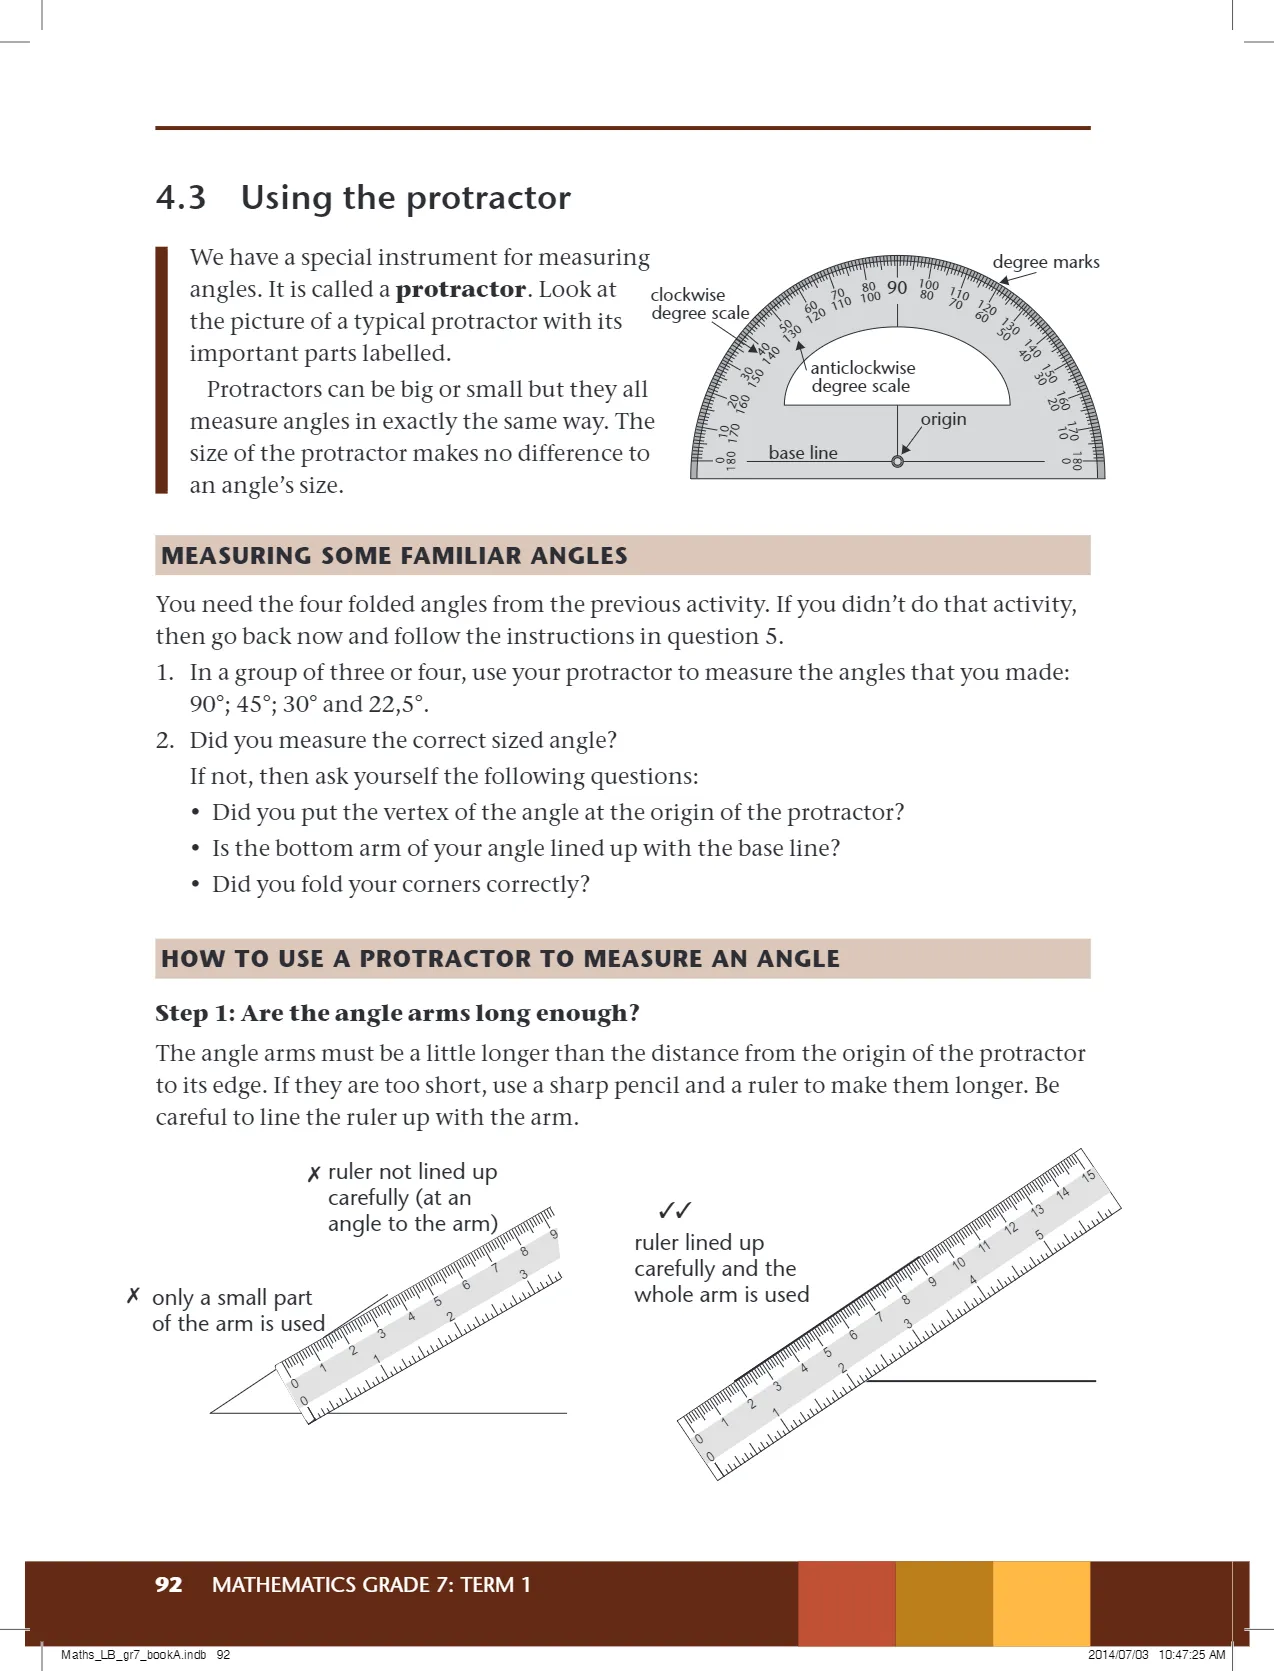 4.3 Using the protractor
We have a special instrument for measuring
angles. It is called a protractor. Look at
the picture of a typical protractor with its
important parts labelled.
Protractors can be big or small but they all
measure angles in exactly the same way. The
size of the protractor makes no difference to
an angle's size.
degree marks
clockwise
degree scale
anticlockwise
degree scale
origin
base line
0 10 20 30 40 50 60 70 80 90 100 110 120 130 140 150 160 170 180
180 170 160 150 140 130 120 110 100 80 70 60 50 40 30 20 10 0
MEASURING SOME FAMILIAR ANGLES
You need the four folded angles from the previous activity. If you didn't do that activity,
then go back now and follow the instructions in question 5.
1. In a group of three or four, use your protractor to measure the angles that you made:
90°; 45°; 30° and 22,5°.
2. Did you measure the correct sized angle?
If not, then ask yourself the following questions:
• Did you put the vertex of the angle at the origin of the protractor?
• Is the bottom arm of your angle lined up with the base line?
• Did you fold your corners correctly?
HOW TO USE A PROTRACTOR TO MEASURE AN ANGLE
Step 1: Are the angle arms long enough?
The angle arms must be a little longer than the distance from the origin of the protractor
to its edge. If they are too short, use a sharp pencil and a ruler to make them longer. Be
careful to line the ruler up with the arm.
✗ ruler not lined up
carefully (at an
angle to the arm)
✗ only a small part
of the arm is used
0 1 2 3 4 5 6 7 8 9
0 1 2 3
✓✓
ruler lined up
carefully and the
whole arm is used
0 1 2 3 4 5 6 7 8 9 10 11 12 13 14 15
0 1 2 3 4 5
92 MATHEMATICS GRADE 7: TERM 1
Maths_LB_gr7_bookA.indb 92
2014/07/03 10:47:25 AM